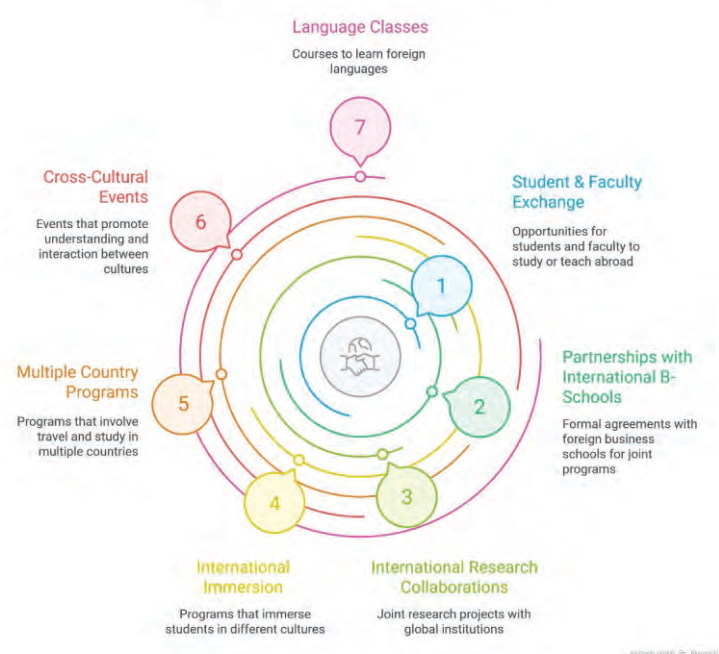 Language Classes
Courses to learn foreign
languages
7
Cross-Cultural
Events
Events that promote
understanding and
interaction between
cultures
6
Student & Faculty
Exchange
Opportunities for
students and faculty to
study or teach abroad
1
Multiple Country
Programs
Programs that involve
travel and study in
multiple countries
5
Partnerships with
International B-
Schools
Formal agreements with
foreign business
schools for joint
programs
2
4
3
International
Immersion
Programs that immerse
students in different cultures
International Research
Collaborations
Joint research projects with
global institutions